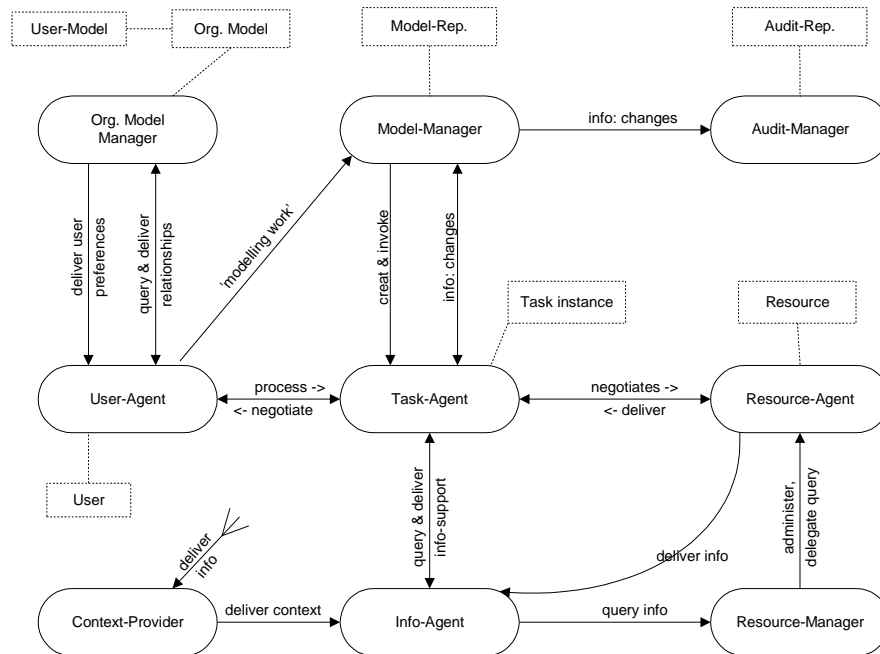 User-Model
Org. Model
Model-Rep.
Audit-Rep.
Org. Model
Manager
Model-Manager
info: changes
Audit-Manager
deliver user
preferences
query & deliver
relationships
'modelling work'
creat & invoke
info: changes
Task instance
Resource
User-Agent
process ->
<- negotiate
Task-Agent
negotiates ->
<- deliver
Resource-Agent
User
query & deliver
info-support
administer,
delegate query
deliver
info
deliver info
Context-Provider
deliver context
Info-Agent
query info
Resource-Manager